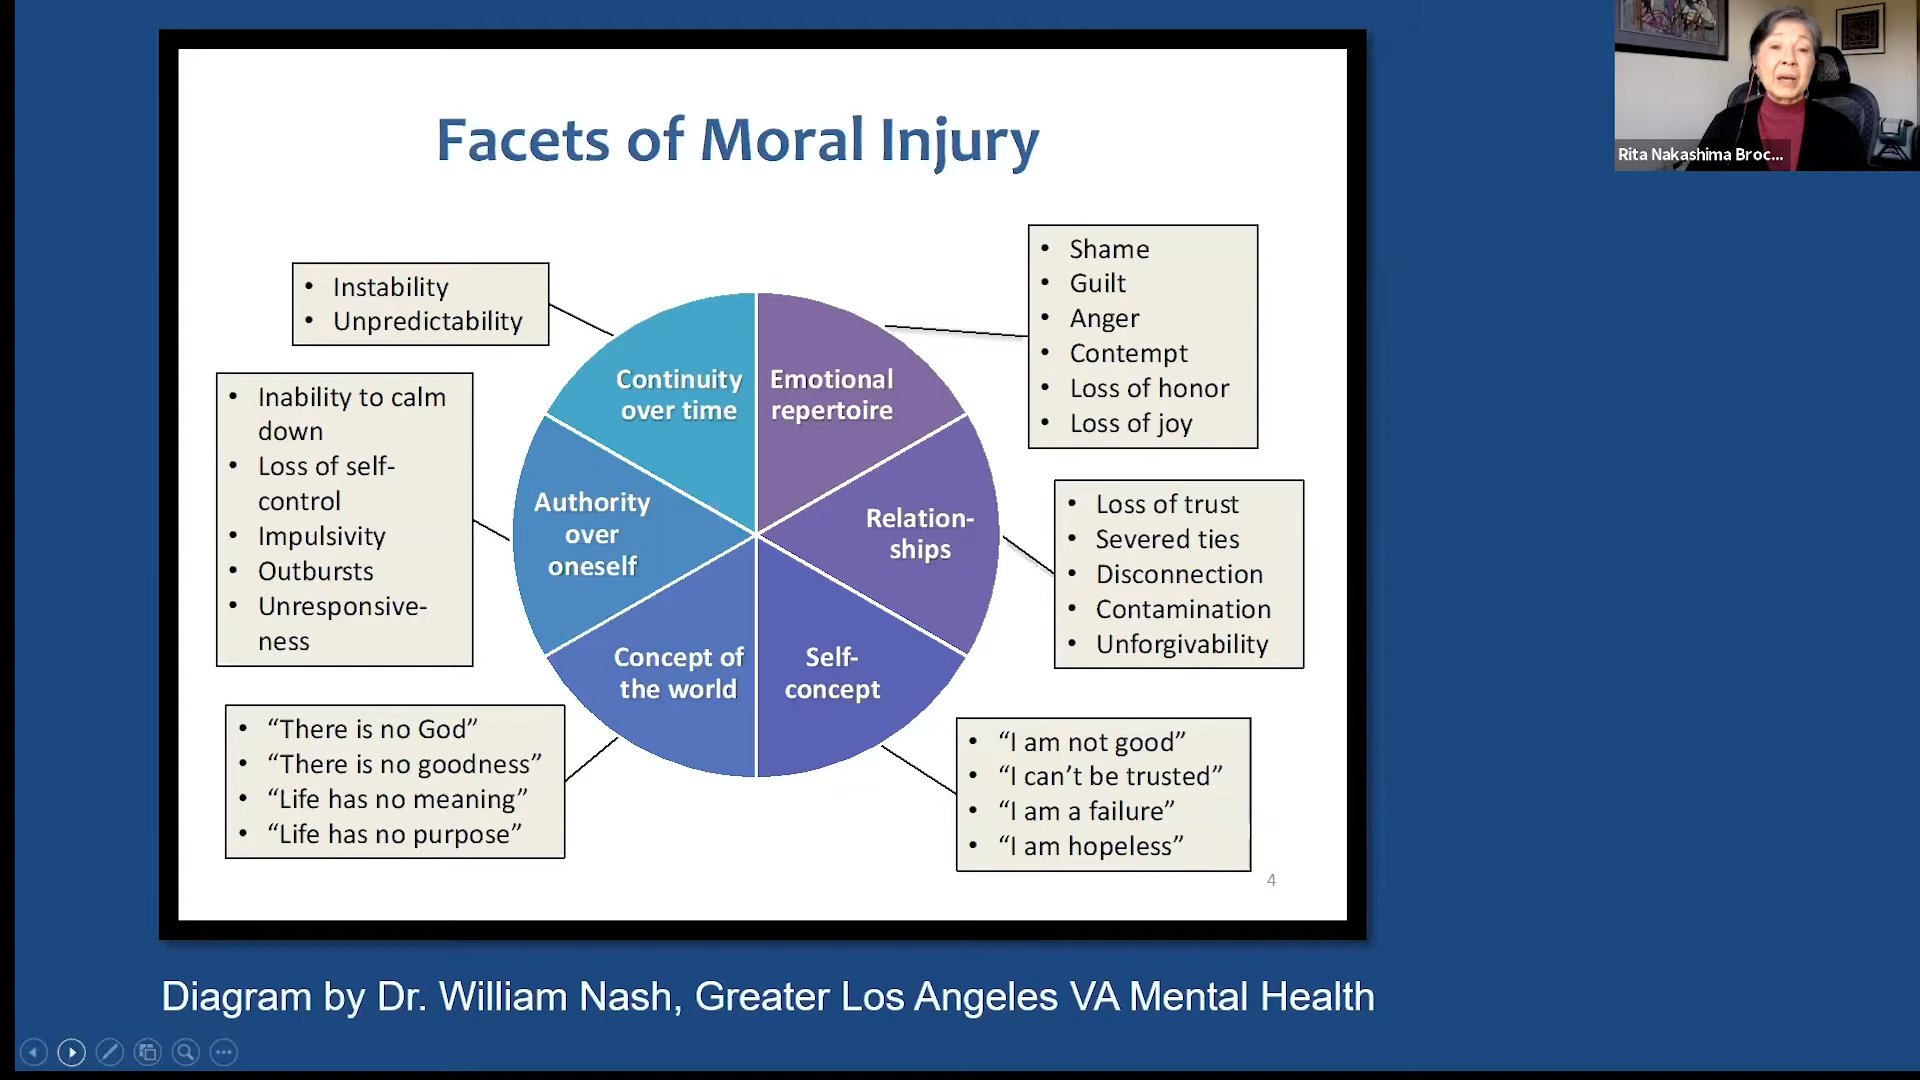 Facets of Moral Injury
• Instability
• Unpredictability
• Shame
• Guilt
• Anger
• Contempt
• Loss of honor
• Loss of joy
Continuity
over time
Emotional
repertoire
• Inability to calm
down
• Loss of self-
control
• Impulsivity
• Outbursts
• Unresponsive-
ness
Authority
over
oneself
Relation-
ships
• Loss of trust
• Severed ties
• Disconnection
• Contamination
• Unforgivability
Concept of
the world
Self-
concept
• “There is no God”
• “There is no goodness”
• “Life has no meaning”
• “Life has no purpose”
• “I am not good”
• “I can’t be trusted”
• “I am a failure”
• “I am hopeless”
4
Diagram by Dr. William Nash, Greater Los Angeles VA Mental Health
Rita Nakashima Broc...